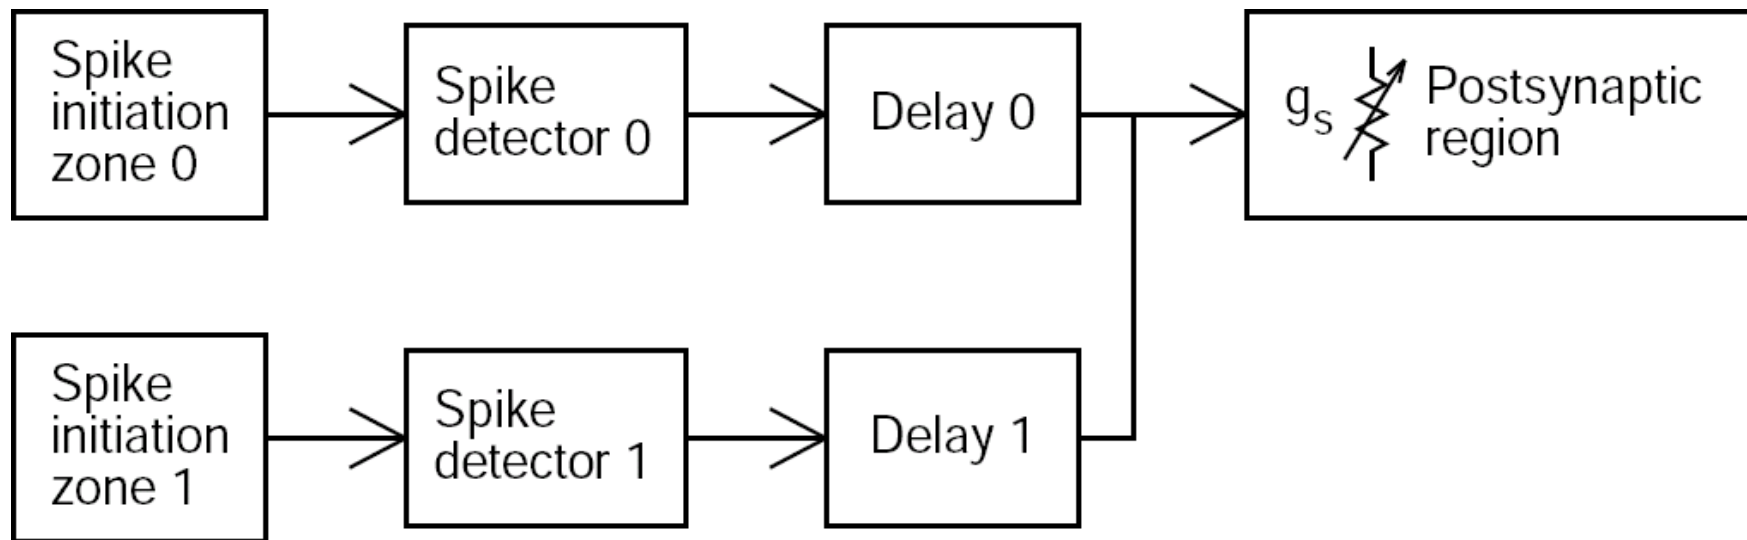 Spike
initiation
zone 0
Spike
detector 0
Delay 0
gs
Postsynaptic
region
Spike
initiation
zone 1
Spike
detector 1
Delay 1